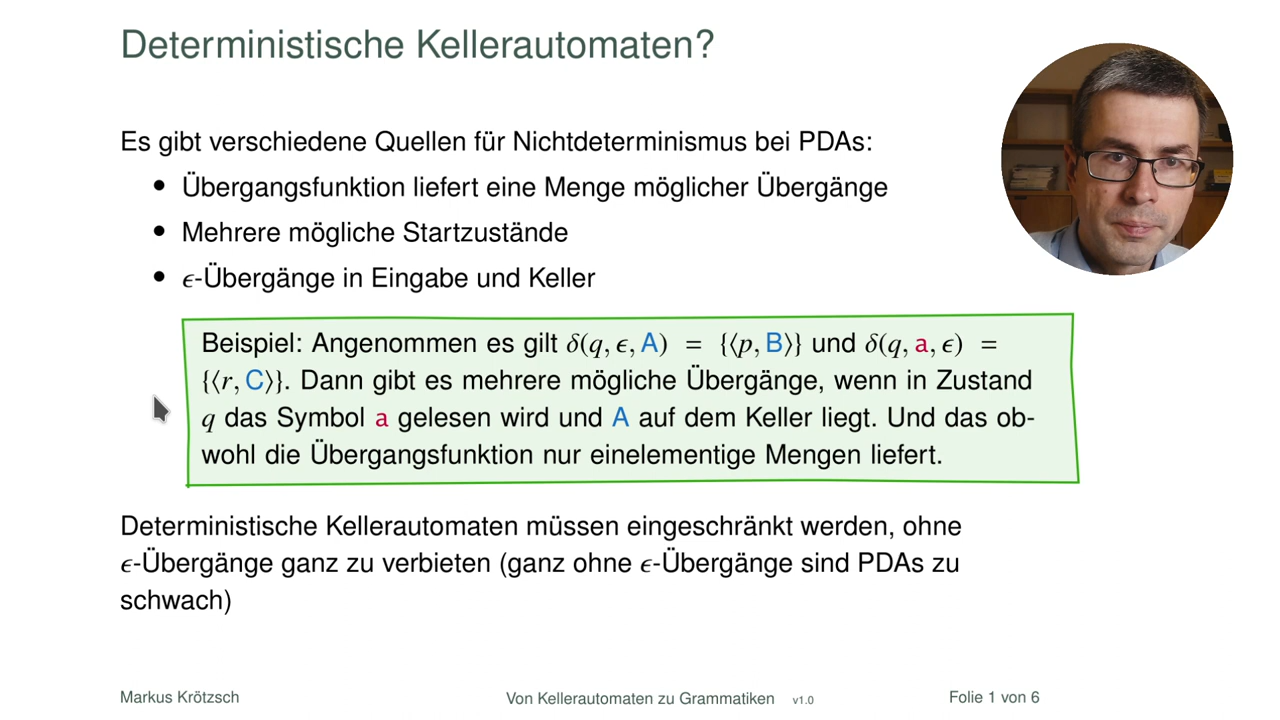 Deterministische Kellerautomaten?
Es gibt verschiedene Quellen für Nichtdeterminismus bei PDAs:
• Übergangsfunktion liefert eine Menge möglicher Übergänge
• Mehrere mögliche Startzustände
• ϵ-Übergänge in Eingabe und Keller
Beispiel: Angenommen es gilt δ(q, ϵ, A) = {⟨p, B⟩} und δ(q, a, ϵ) =
{⟨r, C⟩}. Dann gibt es mehrere mögliche Übergänge, wenn in Zustand
q das Symbol a gelesen wird und A auf dem Keller liegt. Und das ob-
wohl die Übergangsfunktion nur einelementige Mengen liefert.
Deterministische Kellerautomaten müssen eingeschränkt werden, ohne
ϵ-Übergänge ganz zu verbieten (ganz ohne ϵ-Übergänge sind PDAs zu
schwach)
Markus Krötzsch Von Kellerautomaten zu Grammatiken v1.0 Folie 1 von 6